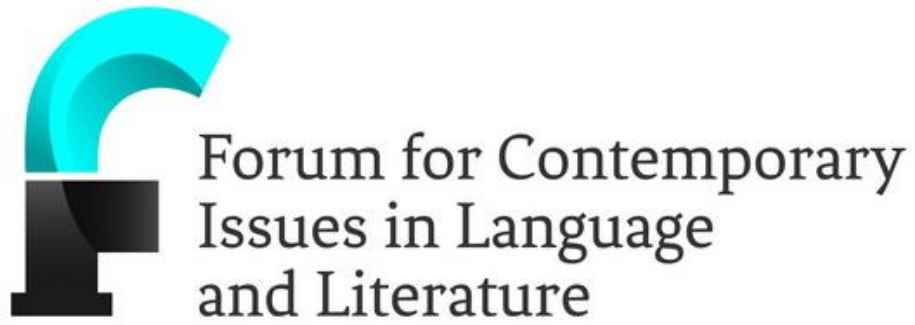 Forum for Contemporary
Issues in Language
and Literature